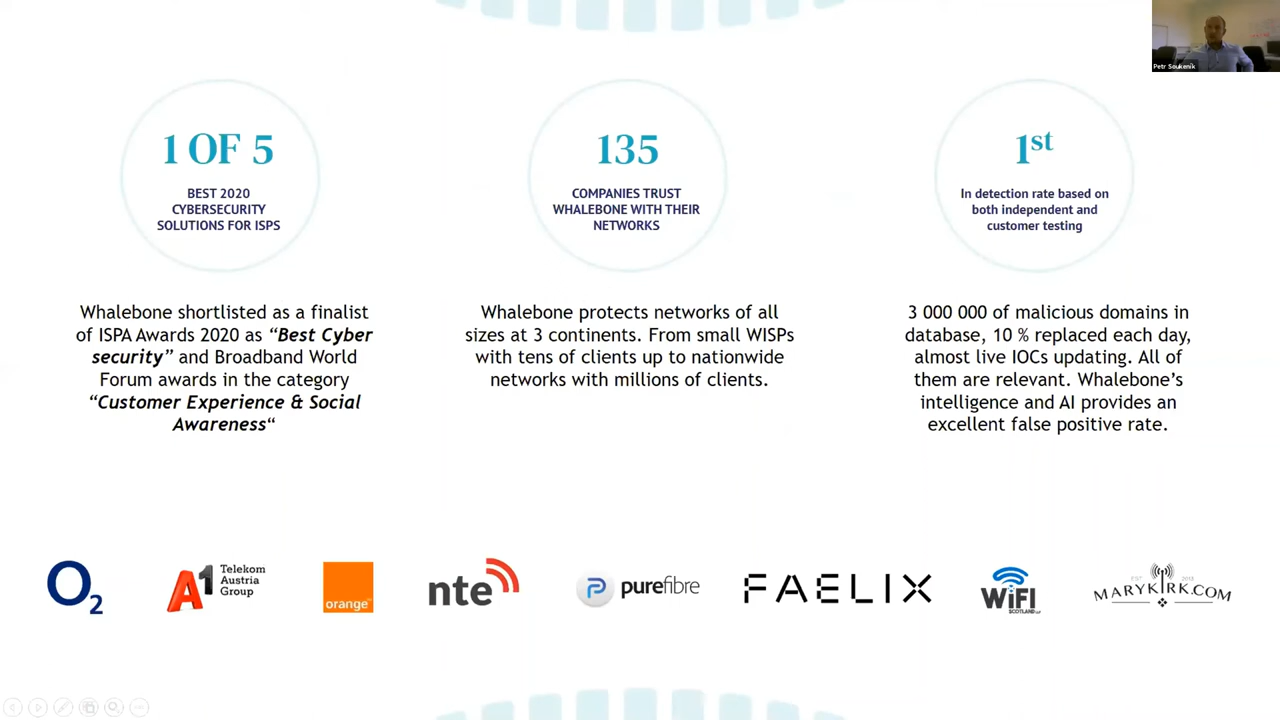 Petr Soukenik
1 OF 5
BEST 2020
CYBERSECURITY
SOLUTIONS FOR ISPS
Whalebone shortlisted as a finalist
of ISPA Awards 2020 as “Best Cyber
security” and Broadband World
Forum awards in the category
“Customer Experience & Social
Awareness“
135
COMPANIES TRUST
WHALEBONE WITH THEIR
NETWORKS
Whalebone protects networks of all
sizes at 3 continents. From small WISPs
with tens of clients up to nationwide
networks with millions of clients.
1st
In detection rate based on
both independent and
customer testing
3 000 000 of malicious domains in
database, 10 % replaced each day,
almost live IOCs updating. All of
them are relevant. Whalebone’s
intelligence and AI provides an
excellent false positive rate.
O2
A1 Telekom
Austria
Group
orange™
nte
purefibre
FAELIX
WiFi
SCOTLAND LLP
EST 2013
MARYKIRK.COM